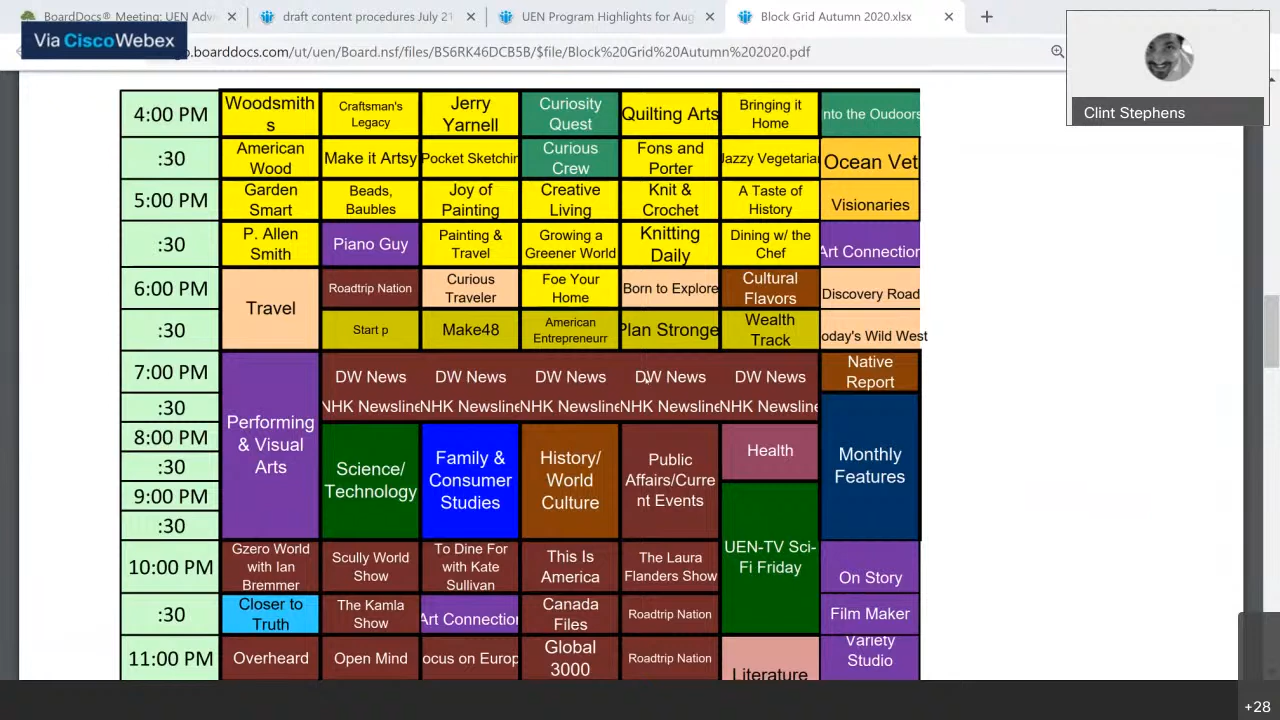 BoardDocs® Meeting: UEN Adv
draft content procedures July 21
UEN Program Highlights for Aug
Block Grid Autumn 2020.xlsx
Via CiscoWebex
.boarddocs.com/ut/uen/Board.nsf/files/BS6RK46DCB5B/$file/Block%20Grid%20Autumn%202020.pdf
Clint Stephens
4:00 PM
Woodsmith
s
Craftsman's
Legacy
Jerry
Yarnell
Curiosity
Quest
Quilting Arts
Bringing it
Home
nto the Oudoors
:30
American
Wood
Make it Artsy
Pocket Sketchin
Curious
Crew
Fons and
Porter
Jazzy Vegetaria
Ocean Vet
5:00 PM
Garden
Smart
Beads,
Baubles
Joy of
Painting
Creative
Living
Knit &
Crochet
A Taste of
History
Visionaries
:30
P. Allen
Smith
Piano Guy
Painting &
Travel
Growing a
Greener World
Knitting
Daily
Dining w/ the
Chef
Art Connection
6:00 PM
Travel
Roadtrip Nation
Curious
Traveler
Foe Your
Home
Born to Explore
Cultural
Flavors
Discovery Road
:30
Start p
Make48
American
Entrepreneurr
Plan Stronge
Wealth
Track
oday's Wild West
7:00 PM
Performing
& Visual
Arts
DW News
DW News
DW News
DW News
DW News
Native
Report
:30
NHK Newsline
NHK Newsline
NHK Newsline
NHK Newsline
NHK Newsline
Monthly
Features
8:00 PM
Science/
Technology
Family &
Consumer
Studies
History/
World
Culture
Public
Affairs/Curre
nt Events
Health
:30
9:00 PM
UEN-TV Sci-
Fi Friday
:30
10:00 PM
Gzero World
with Ian
Bremmer
Scully World
Show
To Dine For
with Kate
Sullivan
This Is
America
The Laura
Flanders Show
On Story
:30
Closer to
Truth
The Kamla
Show
Art Connection
Canada
Files
Roadtrip Nation
Film Maker
11:00 PM
Overheard
Open Mind
ocus on Europ
Global
3000
Roadtrip Nation
Literature
Variety
Studio
+28